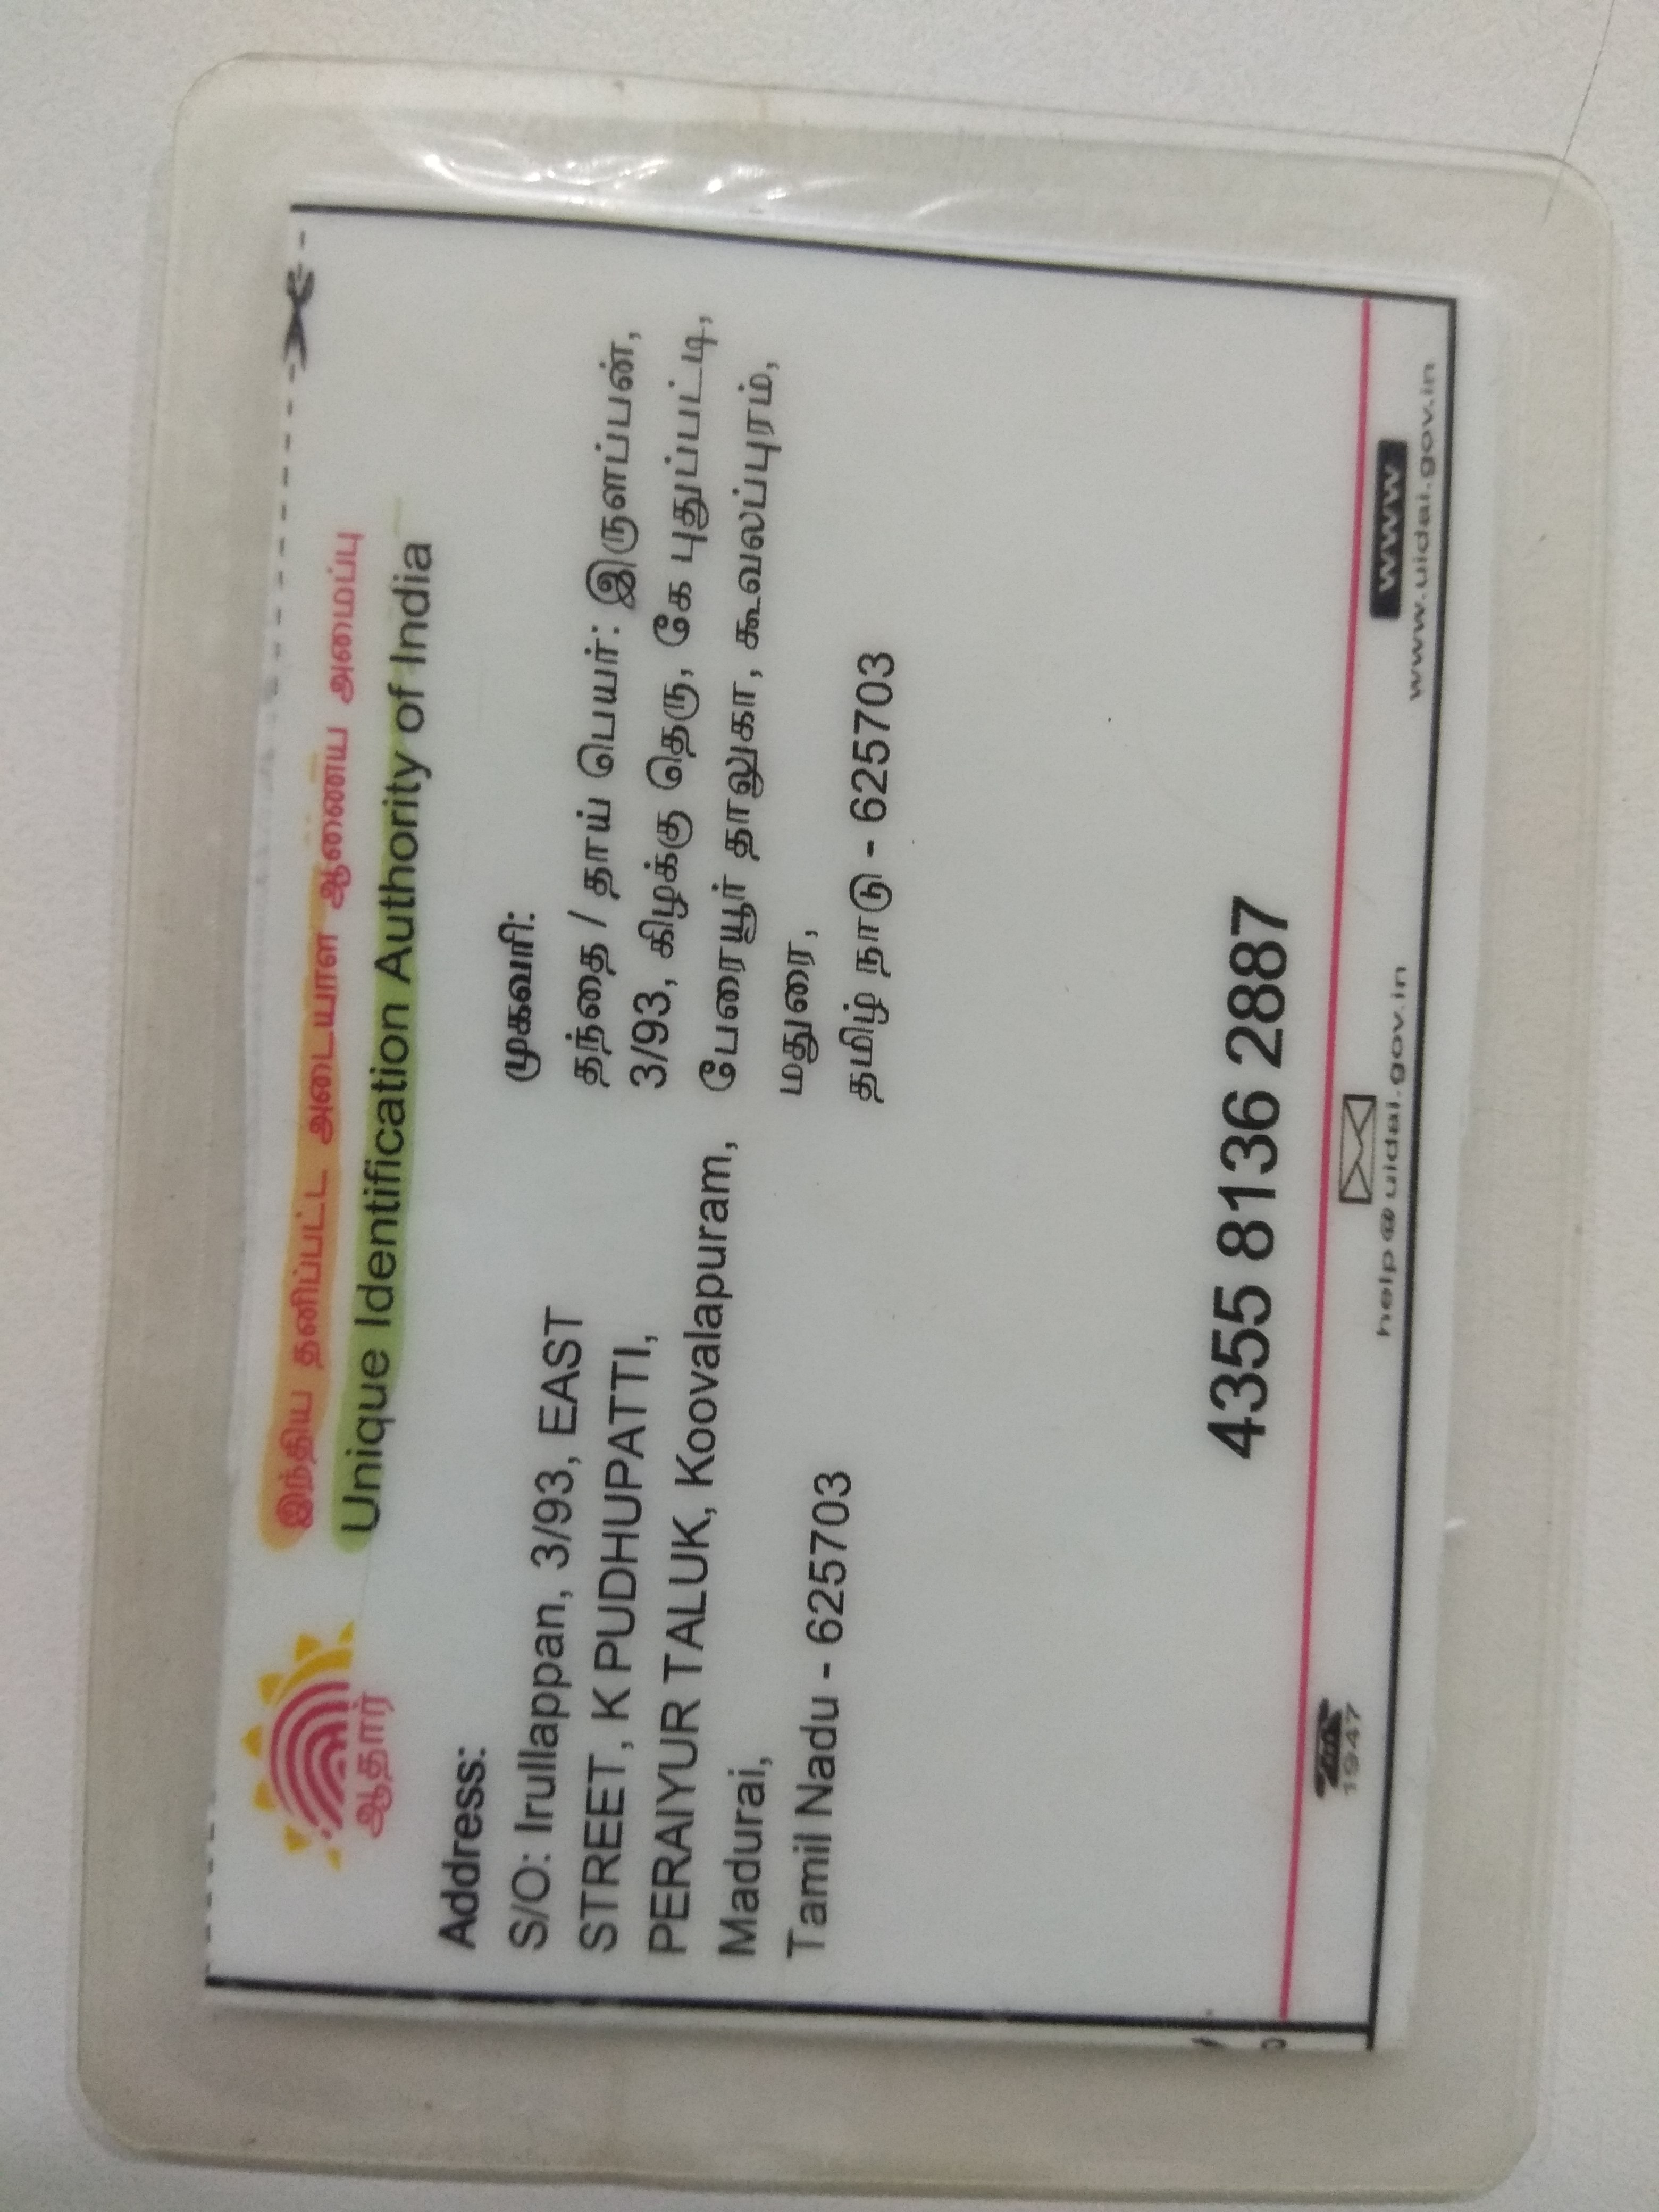 ஆதார்
இந்திய தனிப்பட்ட அடையாள ஆணைய அமைப்பு
Unique Identification Authority of India
Address:
S/O: Irullappan, 3/93, EAST
STREET, K PUDHUPATTI,
PERAIYUR TALUK, Koovalapuram,
Madurai,
Tamil Nadu - 625703
முகவரி:
தந்தை / தாய் பெயர்: இருளப்பன்,
3/93, கிழக்கு தெரு, கே புதுப்பட்டி,
பேரையூர் தாலுகா, கூவலப்புரம்,
மதுரை,
தமிழ் நாடு - 625703
4355 8136 2887
1947
help@uidai.gov.in
www
www.uidai.gov.in